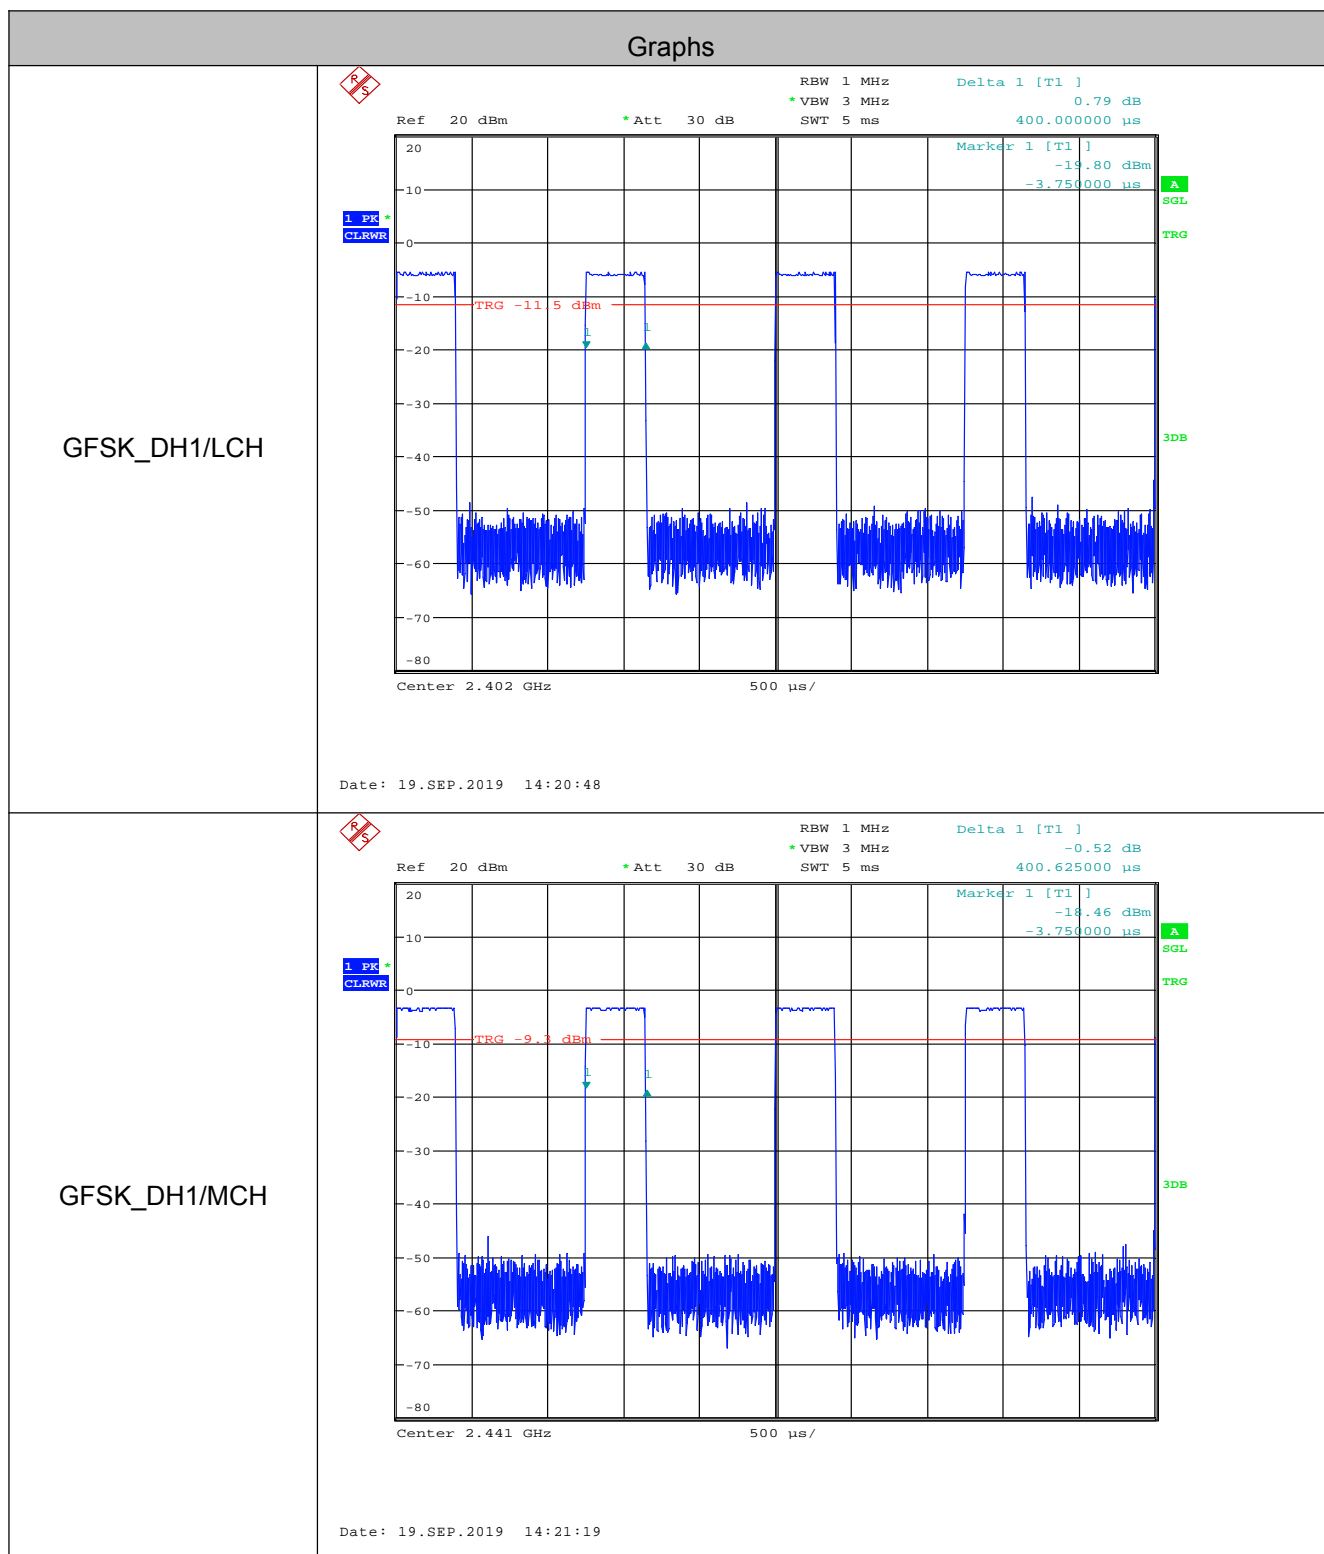 Graphs
GFSK_DH1/LCH
R S
RBW 1 MHz
Delta 1 [T1 ]
* VBW 3 MHz
0.79 dB
Ref 20 dBm
* Att 30 dB
SWT 5 ms
400.000000 µs
20
Marker 1 [T1 ]
-19.80 dBm
-3.750000 µs
A
SGL
10
1 PK *
CLRWR
TRG
0
-10
TRG -11.5 dBm
1
1
-20
-30
3DB
-40
-50
-60
-70
-80
Center 2.402 GHz
500 µs/
Date: 19.SEP.2019 14:20:48
GFSK_DH1/MCH
R S
RBW 1 MHz
Delta 1 [T1 ]
* VBW 3 MHz
-0.52 dB
Ref 20 dBm
* Att 30 dB
SWT 5 ms
400.625000 µs
20
Marker 1 [T1 ]
-18.46 dBm
-3.750000 µs
A
SGL
10
1 PK *
CLRWR
TRG
0
TRG -9.3 dBm
-10
1
1
-20
-30
3DB
-40
-50
-60
-70
-80
Center 2.441 GHz
500 µs/
Date: 19.SEP.2019 14:21:19